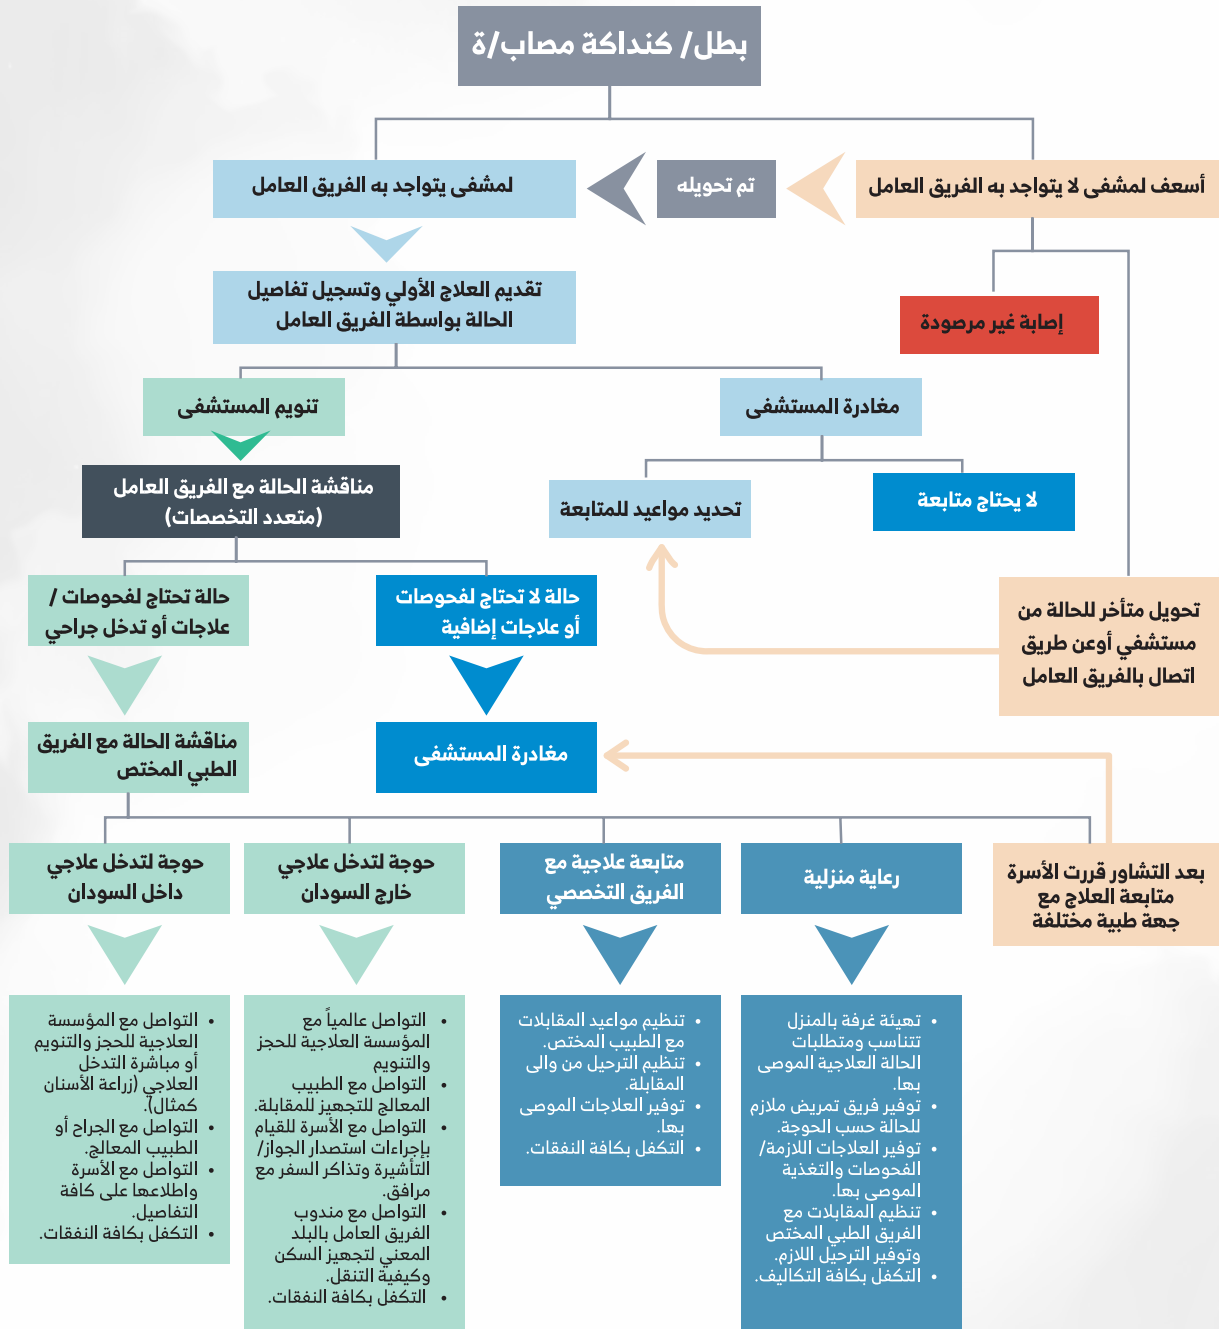 بطل/ كنداكة مصاب/ة
أسعف لمشفى لا يتواجد به الفريق العامل
تم تحويله
لمشفى يتواجد به الفريق العامل
تقديم العلاج الأولي وتسجيل تفاصيل
الحالة بواسطة الفريق العامل
إصابة غير مرصودة
مغادرة المستشفى
تنويم المستشفى
لا يحتاج متابعة
تحديد مواعيد للمتابعة
مناقشة الحالة مع الفريق العامل
(متعدد التخصصات)
تحويل متأخر للحالة من
مستشفي أوعن طريق
اتصال بالفريق العامل
حالة لا تحتاج لفحوصات
أو علاجات إضافية
حالة تحتاج لفحوصات /
علاجات أو تدخل جراحي
مغادرة المستشفى
مناقشة الحالة مع الفريق
الطبي المختص
بعد التشاور قررت الأسرة
متابعة العلاج مع
جهة طبية مختلفة
رعاية منزلية
متابعة علاجية مع
الفريق التخصصي
حوجة لتدخل علاجي
خارج السودان
حوجة لتدخل علاجي
داخل السودان
• تهيئة غرفة بالمنزل
تتناسب ومتطلبات
الحالة العلاجية الموصى
بها.
• توفير فريق تمريض ملازم
للحالة حسب الحوجة.
• توفير العلاجات اللازمة/
الفحوصات والتغذية
الموصى بها.
• تنظيم المقابلات مع
الفريق الطبي المختص
وتوفير الترحيل اللازم.
• التكفل بكافة التكاليف.
• تنظيم مواعيد المقابلات
مع الطبيب المختص.
• تنظيم الترحيل من والى
المقابلة.
• توفير العلاجات الموصى
بها.
• التكفل بكافة النفقات.
• التواصل عالمياً مع
المؤسسة العلاجية للحجز
والتنويم
• التواصل مع الطبيب
المعالج للتجهيز للمقابلة.
• التواصل مع الأسرة للقيام
بإجراءات استصدار الجواز/
التأشيرة وتذاكر السفر مع
مرافق.
• التواصل مع مندوب
الفريق العامل بالبلد
المعني لتجهيز السكن
وكيفية التنقل.
• التكفل بكافة النفقات.
• التواصل مع المؤسسة
العلاجية للحجز والتنويم
أو مباشرة التدخل
العلاجي (زراعة الأسنان
كمثال).
• التواصل مع الجراح أو
الطبيب المعالج.
• التواصل مع الأسرة
واطلاعها على كافة
التفاصيل.
• التكفل بكافة النفقات.